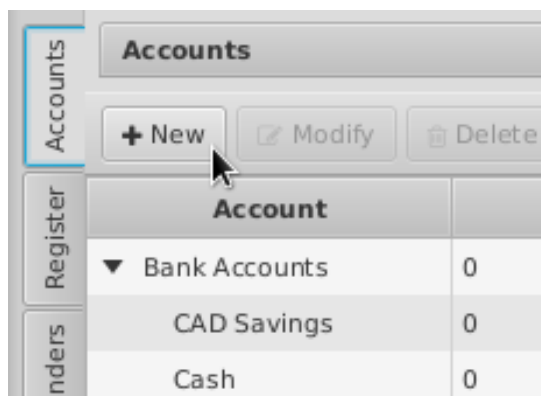 Accounts
Register
nders
Accounts
New Modify Delete
Account
Bank Accounts 0
CAD Savings 0
Cash 0